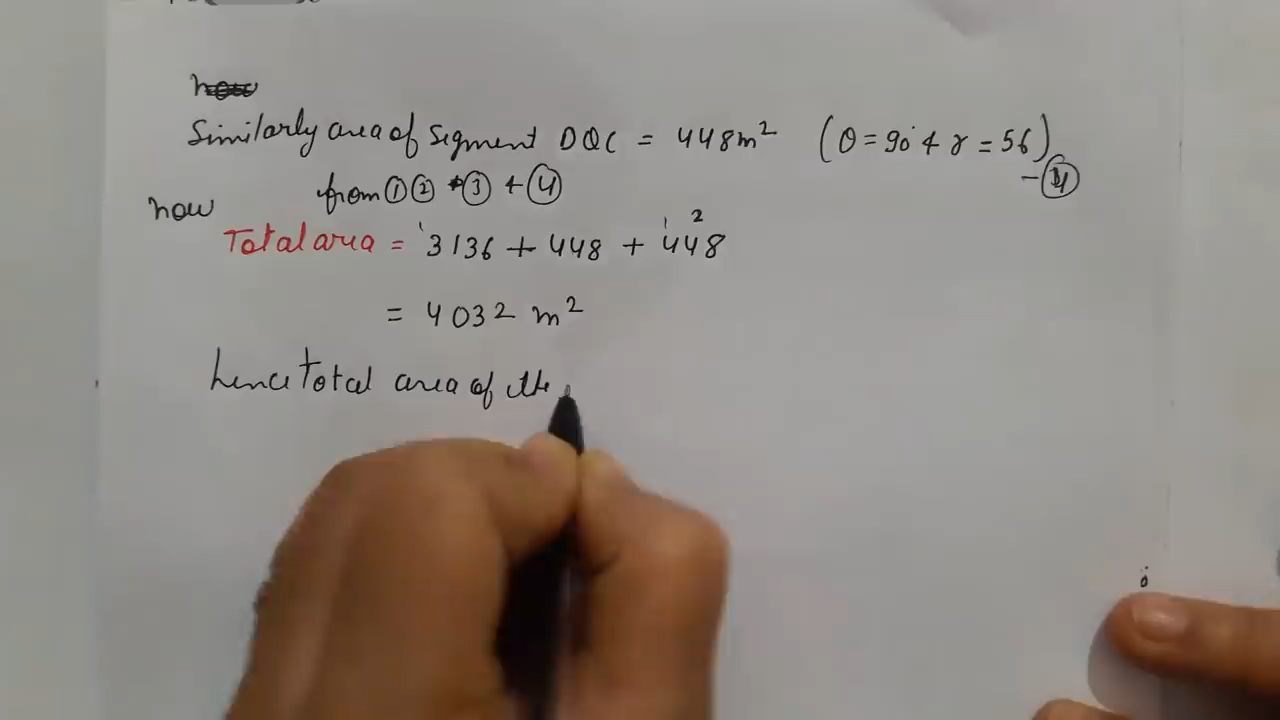 Similarly area of segment DQC = 448m² (θ = 90° & r = 56)
from ① ② ③ & ④ - ④
now
Total area = 3136 + 448 + 448
= 4032 m²
hence total area of the